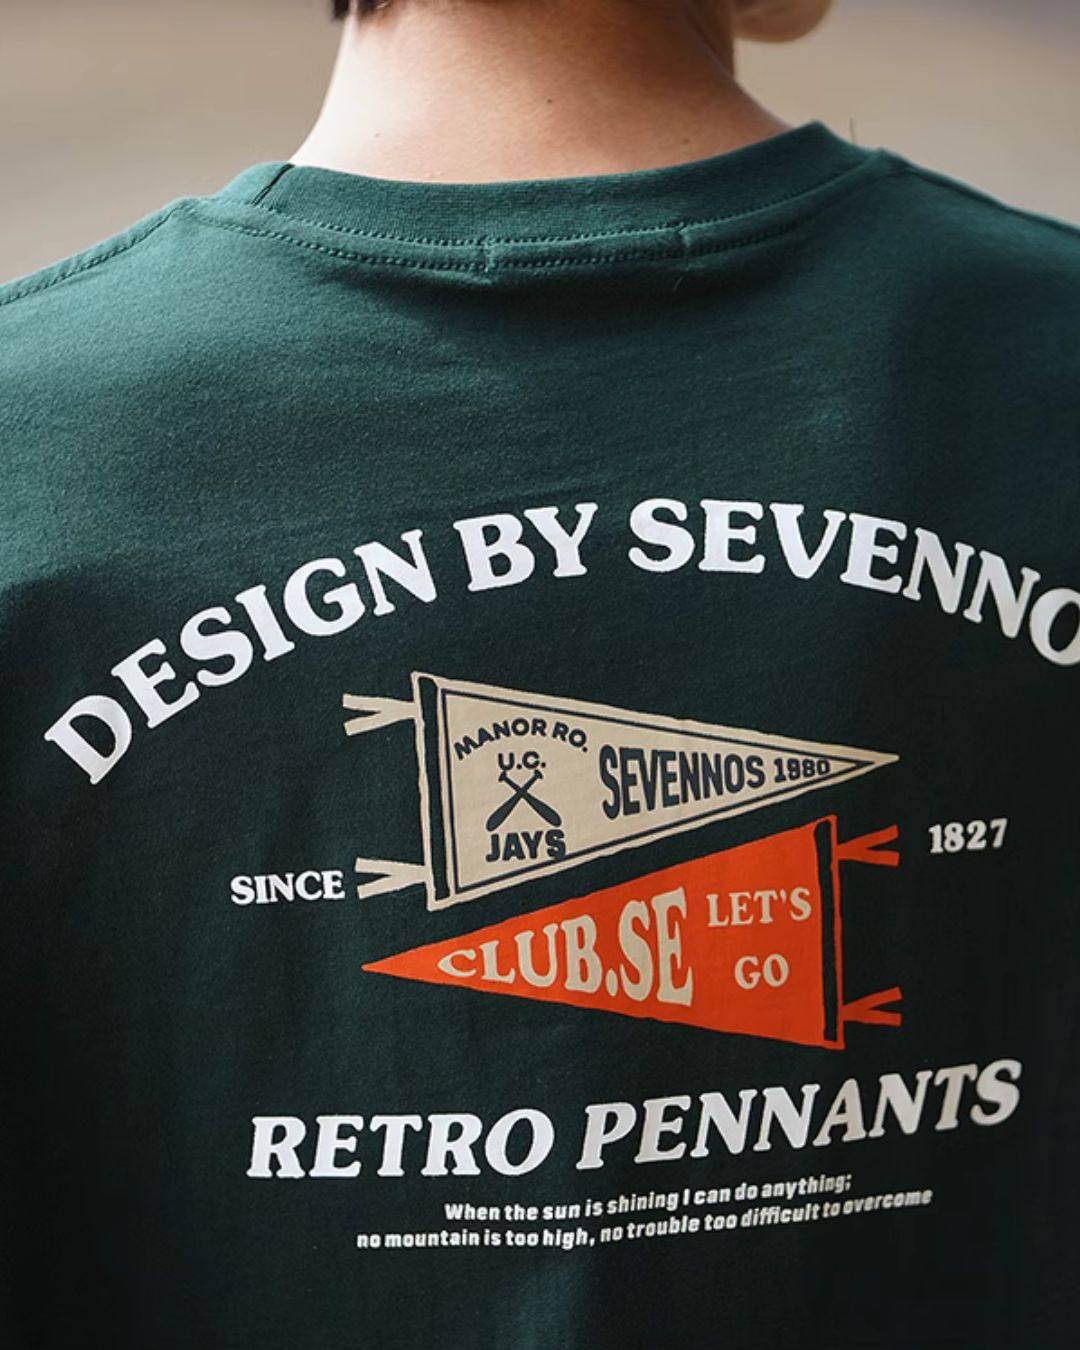 DESIGN BY SEVENNO
MANOR RO.
U.C.
JAYS
SEVENNOS 1980
SINCE
1827
CLUB.SE
LET'S
GO
RETRO PENNANTS
When the sun is shining I can do anything;
no mountain is too high, no trouble too difficult to overcome